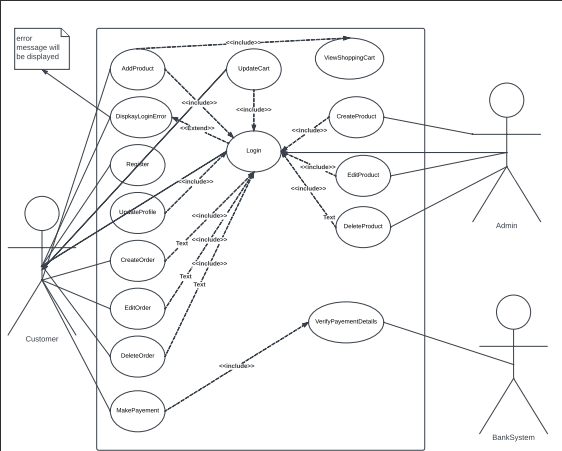 error
message will
be displayed
<<include>>
AddProduct
UpdateCart
ViewShoppingCart
<<include>>
<<include>>
DispkayLoginError
<<Extend>>
CreateProduct
<<include>>
Login
Register
<<include>>
EditProduct
<<include>>
UpdateProfile
<<include>>
<<include>>
Text
DeleteProduct
Admin
Text
<<include>>
CreateOrder
<<include>>
Text
Text
EditOrder
VerifyPayementDetails
Customer
DeleteOrder
<<include>>
MakePayement
BankSystem